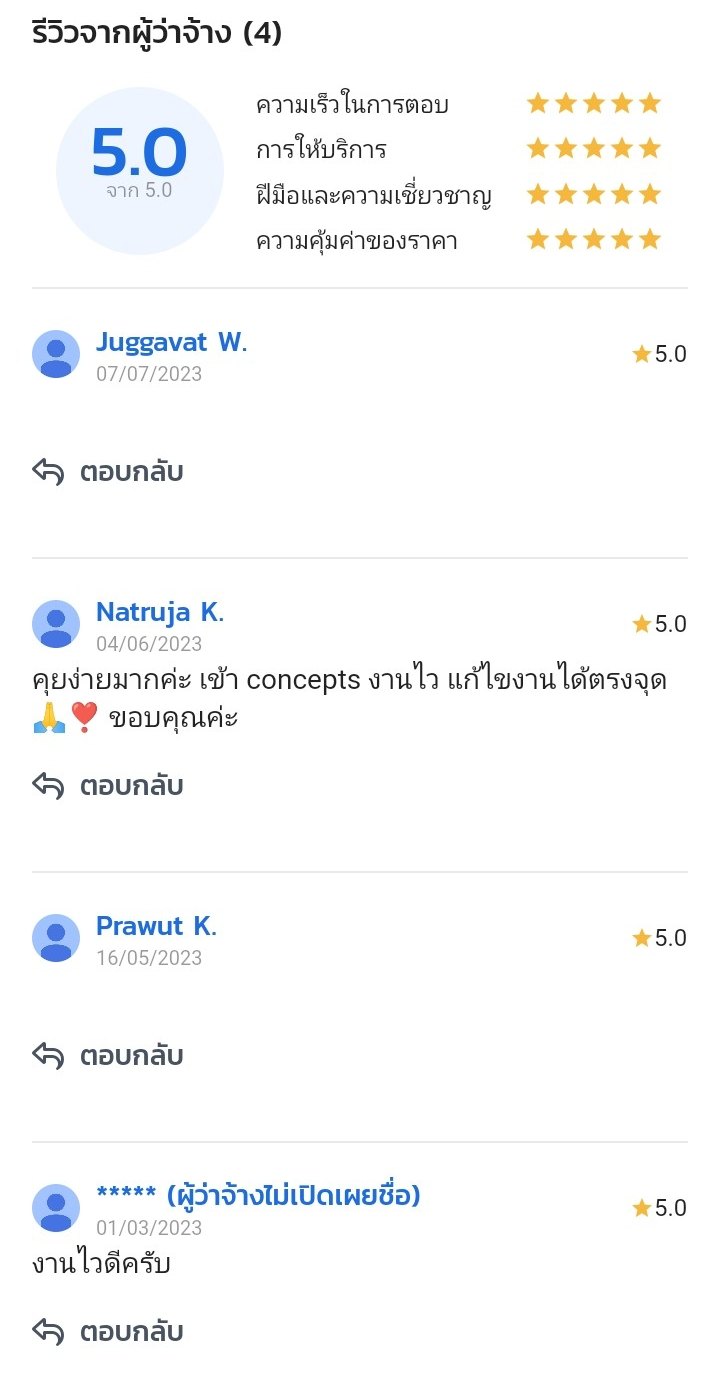 รีวิวจากผู้ว่าจ้าง (4)
5.0
จาก 5.0
ความเร็วในการตอบ
การให้บริการ
ฝีมือและความเชี่ยวชาญ
ความคุ้มค่าของราคา
Juggavat W.
07/07/2023
5.0
ตอบกลับ
Natruja K.
04/06/2023
5.0
คุยง่ายมากค่ะ เข้า concepts งานไว แก้ไขงานได้ตรงจุด
🙏❣️ ขอบคุณค่ะ
ตอบกลับ
Prawut K.
16/05/2023
5.0
ตอบกลับ
***** (ผู้ว่าจ้างไม่เปิดเผยชื่อ)
01/03/2023
5.0
งานไวดีครับ
ตอบกลับ